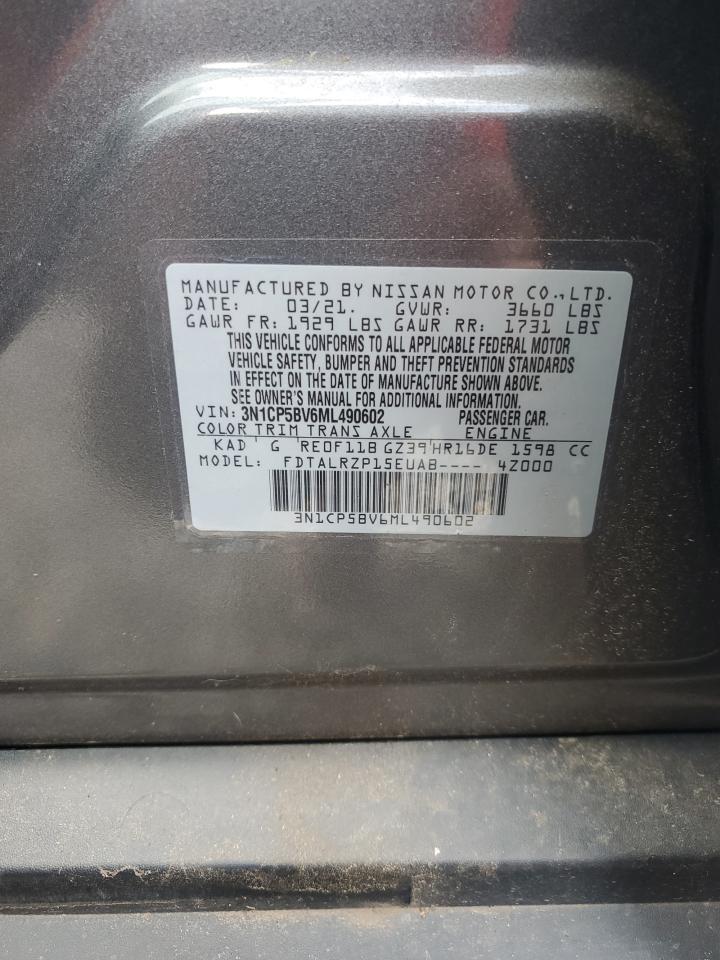 MANUFACTURED BY NISSAN MOTOR CO.,LTD.
DATE: 03/21. GVWR: 3660 LBS
GAWR FR: 1929 LBS GAWR RR: 1731 LBS
THIS VEHICLE CONFORMS TO ALL APPLICABLE FEDERAL MOTOR
VEHICLE SAFETY, BUMPER AND THEFT PREVENTION STANDARDS
IN EFFECT ON THE DATE OF MANUFACTURE SHOWN ABOVE.
SEE OWNER'S MANUAL FOR ADDITIONAL INFORMATION.
VIN: 3N1CP5BV6ML490602 PASSENGER CAR.
COLOR TRIM TRANS AXLE ENGINE
KAD G RE0F11B GZ39 HR16DE 1598 CC
MODEL: FDTALRZP15EUAB---- 4Z000
3N1CP5BV6ML490602